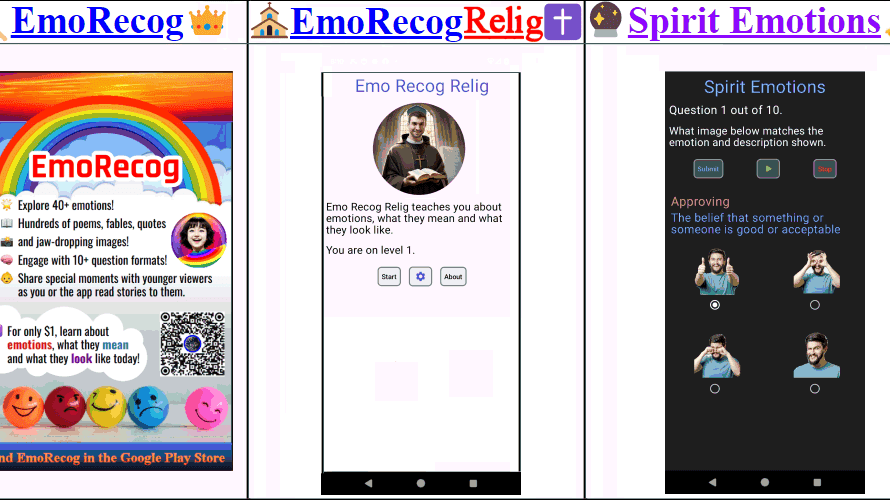 EmoRecog
EmoRecogRelig
Spirit Emotions
EmoRecog
Explore 40+ emotions!
Hundreds of poems, fables, quotes
and jaw-dropping images!
Engage with 10+ question formats!
Share special moments with younger viewers
as you or the app read stories to them.
For only $1, learn about
emotions, what they mean
and what they look like today!
nd EmoRecog in the Google Play Store
Emo Recog Relig
Emo Recog Relig teaches you about
emotions, what they mean and what
they look like.
You are on level 1.
Start
About
Spirit Emotions
Question 1 out of 10.
What image below matches the
emotion and description shown.
Submit
Stop
Approving
The belief that something or
someone is good or acceptable